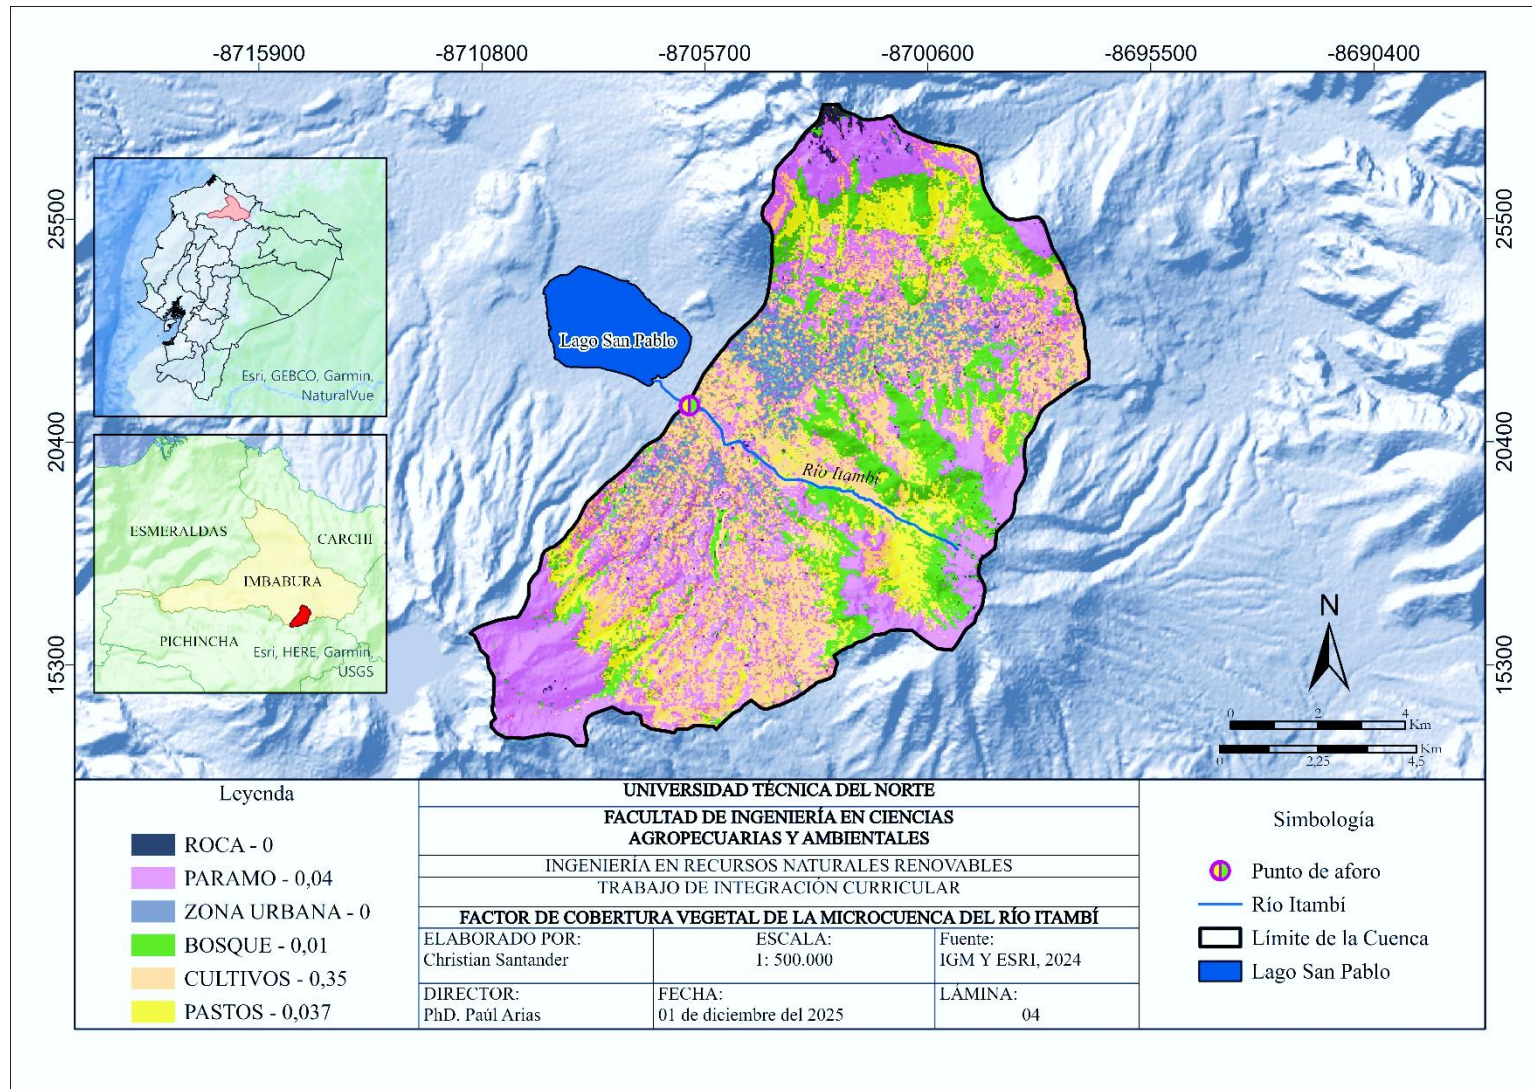 -8715900
-8710800
-8705700
-8700600
-8695500
-8690400
25500
20400
15300
25500
20400
15300
Esri, GEBCO, Garmin,
NaturalVue
ESMERALDAS
CARCHI
IMBABURA
PICHINCHA
Esri, HERE, Garmin,
USGS
Lago San Pablo
Río Itambí
N
0 2 4
Km
Km
0 2,25 4,5
Leyenda
ROCA - 0
PARAMO - 0,04
ZONA URBANA - 0
BOSQUE - 0,01
CULTIVOS - 0,35
PASTOS - 0,037
UNIVERSIDAD TÉCNICA DEL NORTE
FACULTAD DE INGENIERÍA EN CIENCIAS
AGROPECUARIAS Y AMBIENTALES
INGENIERÍA EN RECURSOS NATURALES RENOVABLES
TRABAJO DE INTEGRACIÓN CURRICULAR
FACTOR DE COBERTURA VEGETAL DE LA MICROCUENCA DEL RÍO ITAMBÍ
ELABORADO POR:
Christian Santander
ESCALA:
1: 500.000
Fuente:
IGM Y ESRI, 2024
DIRECTOR:
PhD. Paúl Arias
FECHA:
01 de diciembre del 2025
LÁMINA:
04
Simbología
Punto de aforo
Río Itambí
Límite de la Cuenca
Lago San Pablo